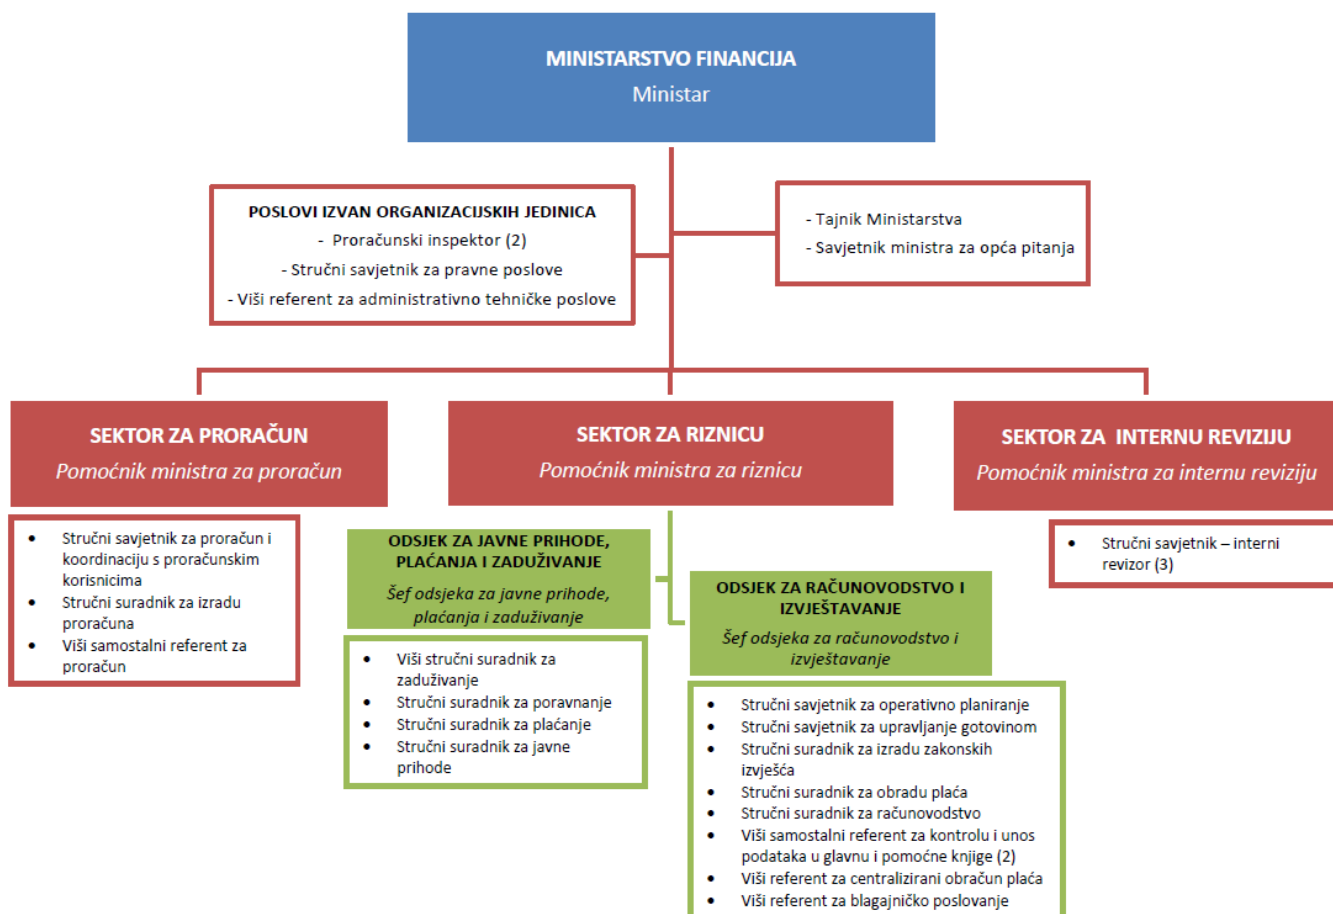 MINISTARSTVO FINANCIJA
Ministar
POSLOVI IZVAN ORGANIZACIJSKIH JEDINICA
- Proračunski inspektor (2)
- Stručni savjetnik za pravne poslove
- Viši referent za administrativno tehničke poslove
- Tajnik Ministarstva
- Savjetnik ministra za opća pitanja
SEKTOR ZA PRORAČUN
Pomoćnik ministra za proračun
• Stručni savjetnik za proračun i
koordinaciju s proračunskim
korisnicima
• Stručni suradnik za izradu
proračuna
• Viši samostalni referent za
proračun
SEKTOR ZA RIZNICU
Pomoćnik ministra za riznicu
ODSJEK ZA JAVNE PRIHODE,
PLAĆANJA I ZADUŽIVANJE
Šef odsjeka za javne prihode,
plaćanja i zaduživanje
• Viši stručni suradnik za
zaduživanje
• Stručni suradnik za poravnanje
• Stručni suradnik za plaćanje
• Stručni suradnik za javne
prihode
ODSJEK ZA RAČUNOVODSTVO I
IZVJEŠTAVANJE
Šef odsjeka za računovodstvo i
izvještavanje
• Stručni savjetnik za operativno planiranje
• Stručni savjetnik za upravljanje gotovinom
• Stručni suradnik za izradu zakonskih
izvješća
• Stručni suradnik za obradu plaća
• Stručni suradnik za računovodstvo
• Viši samostalni referent za kontrolu i unos
podataka u glavnu i pomoćne knjige (2)
• Viši referent za centralizirani obračun plaća
• Viši referent za blagajničko poslovanje
SEKTOR ZA INTERNU REVIZIJU
Pomoćnik ministra za internu reviziju
• Stručni savjetnik – interni
revizor (3)